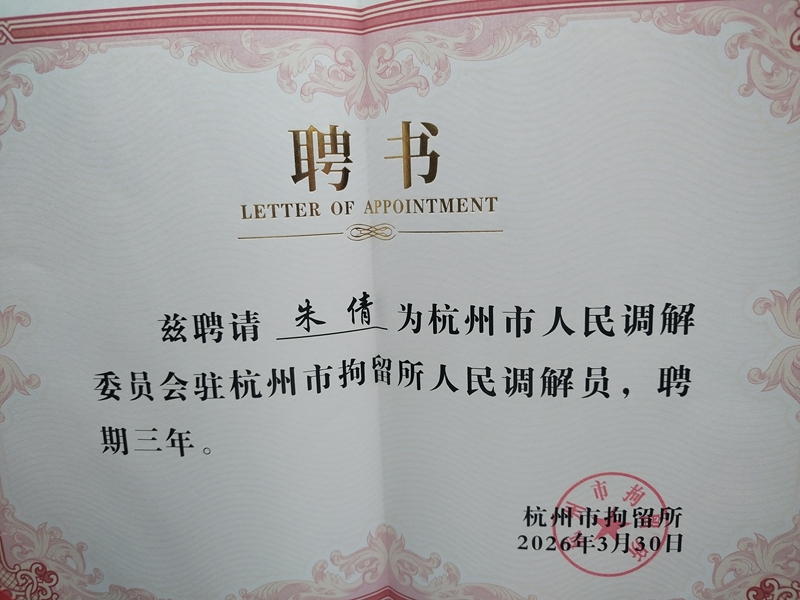 聘书
LETTER OF APPOINTMENT
兹聘请 朱倩 为杭州市人民调解
委员会驻杭州市拘留所人民调解员，聘
期三年。
杭州市拘留所
2026年3月30日